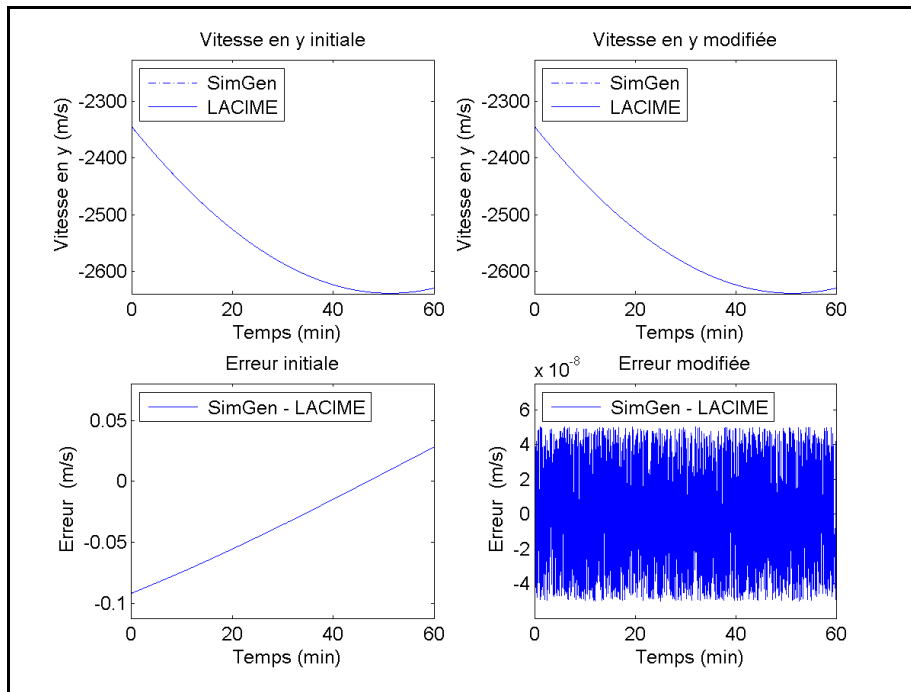 Vitesse en y initiale
SimGen
LACIME
Vitesse en y (m/s)
-2300
-2400
-2500
-2600
0
20
40
60
Temps (min)
Vitesse en y modifiée
SimGen
LACIME
Vitesse en y (m/s)
-2300
-2400
-2500
-2600
0
20
40
60
Temps (min)
Erreur initiale
SimGen - LACIME
Erreur (m/s)
0.05
0
-0.05
-0.1
0
20
40
60
Temps (min)
x 10^-8
Erreur modifiée
SimGen - LACIME
Erreur (m/s)
6
4
2
0
-2
-4
0
20
40
60
Temps (min)